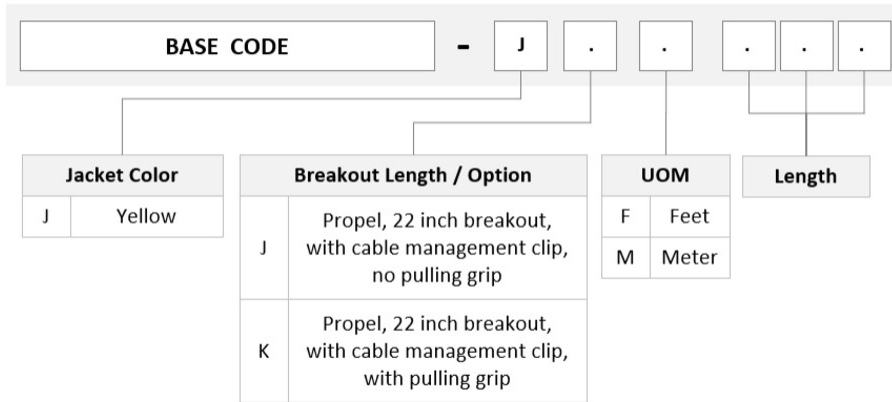 BASE CODE - J . . . . .
Jacket Color
J Yellow
Breakout Length / Option
J Propel, 22 inch breakout,
with cable management clip,
no pulling grip
K Propel, 22 inch breakout,
with cable management clip,
with pulling grip
UOM
F Feet
M Meter
Length